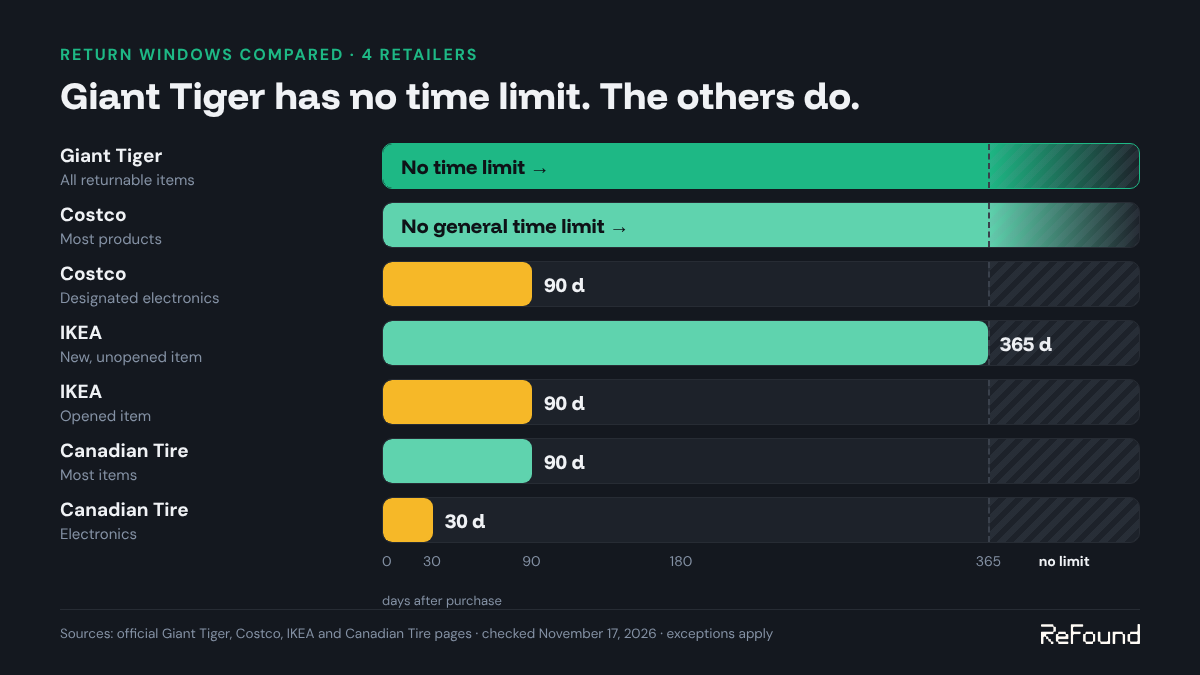 RETURN WINDOWS COMPARED · 4 RETAILERS
Giant Tiger has no time limit. The others do.
Giant Tiger
All returnable items
No time limit →
Costco
Most products
No general time limit →
Costco
Designated electronics
90 d
IKEA
New, unopened item
365 d
IKEA
Opened item
90 d
Canadian Tire
Most items
90 d
Canadian Tire
Electronics
30 d
0 30 90 180 365 no limit
days after purchase
Sources: official Giant Tiger, Costco, IKEA and Canadian Tire pages · checked November 17, 2026 · exceptions apply
ReFound